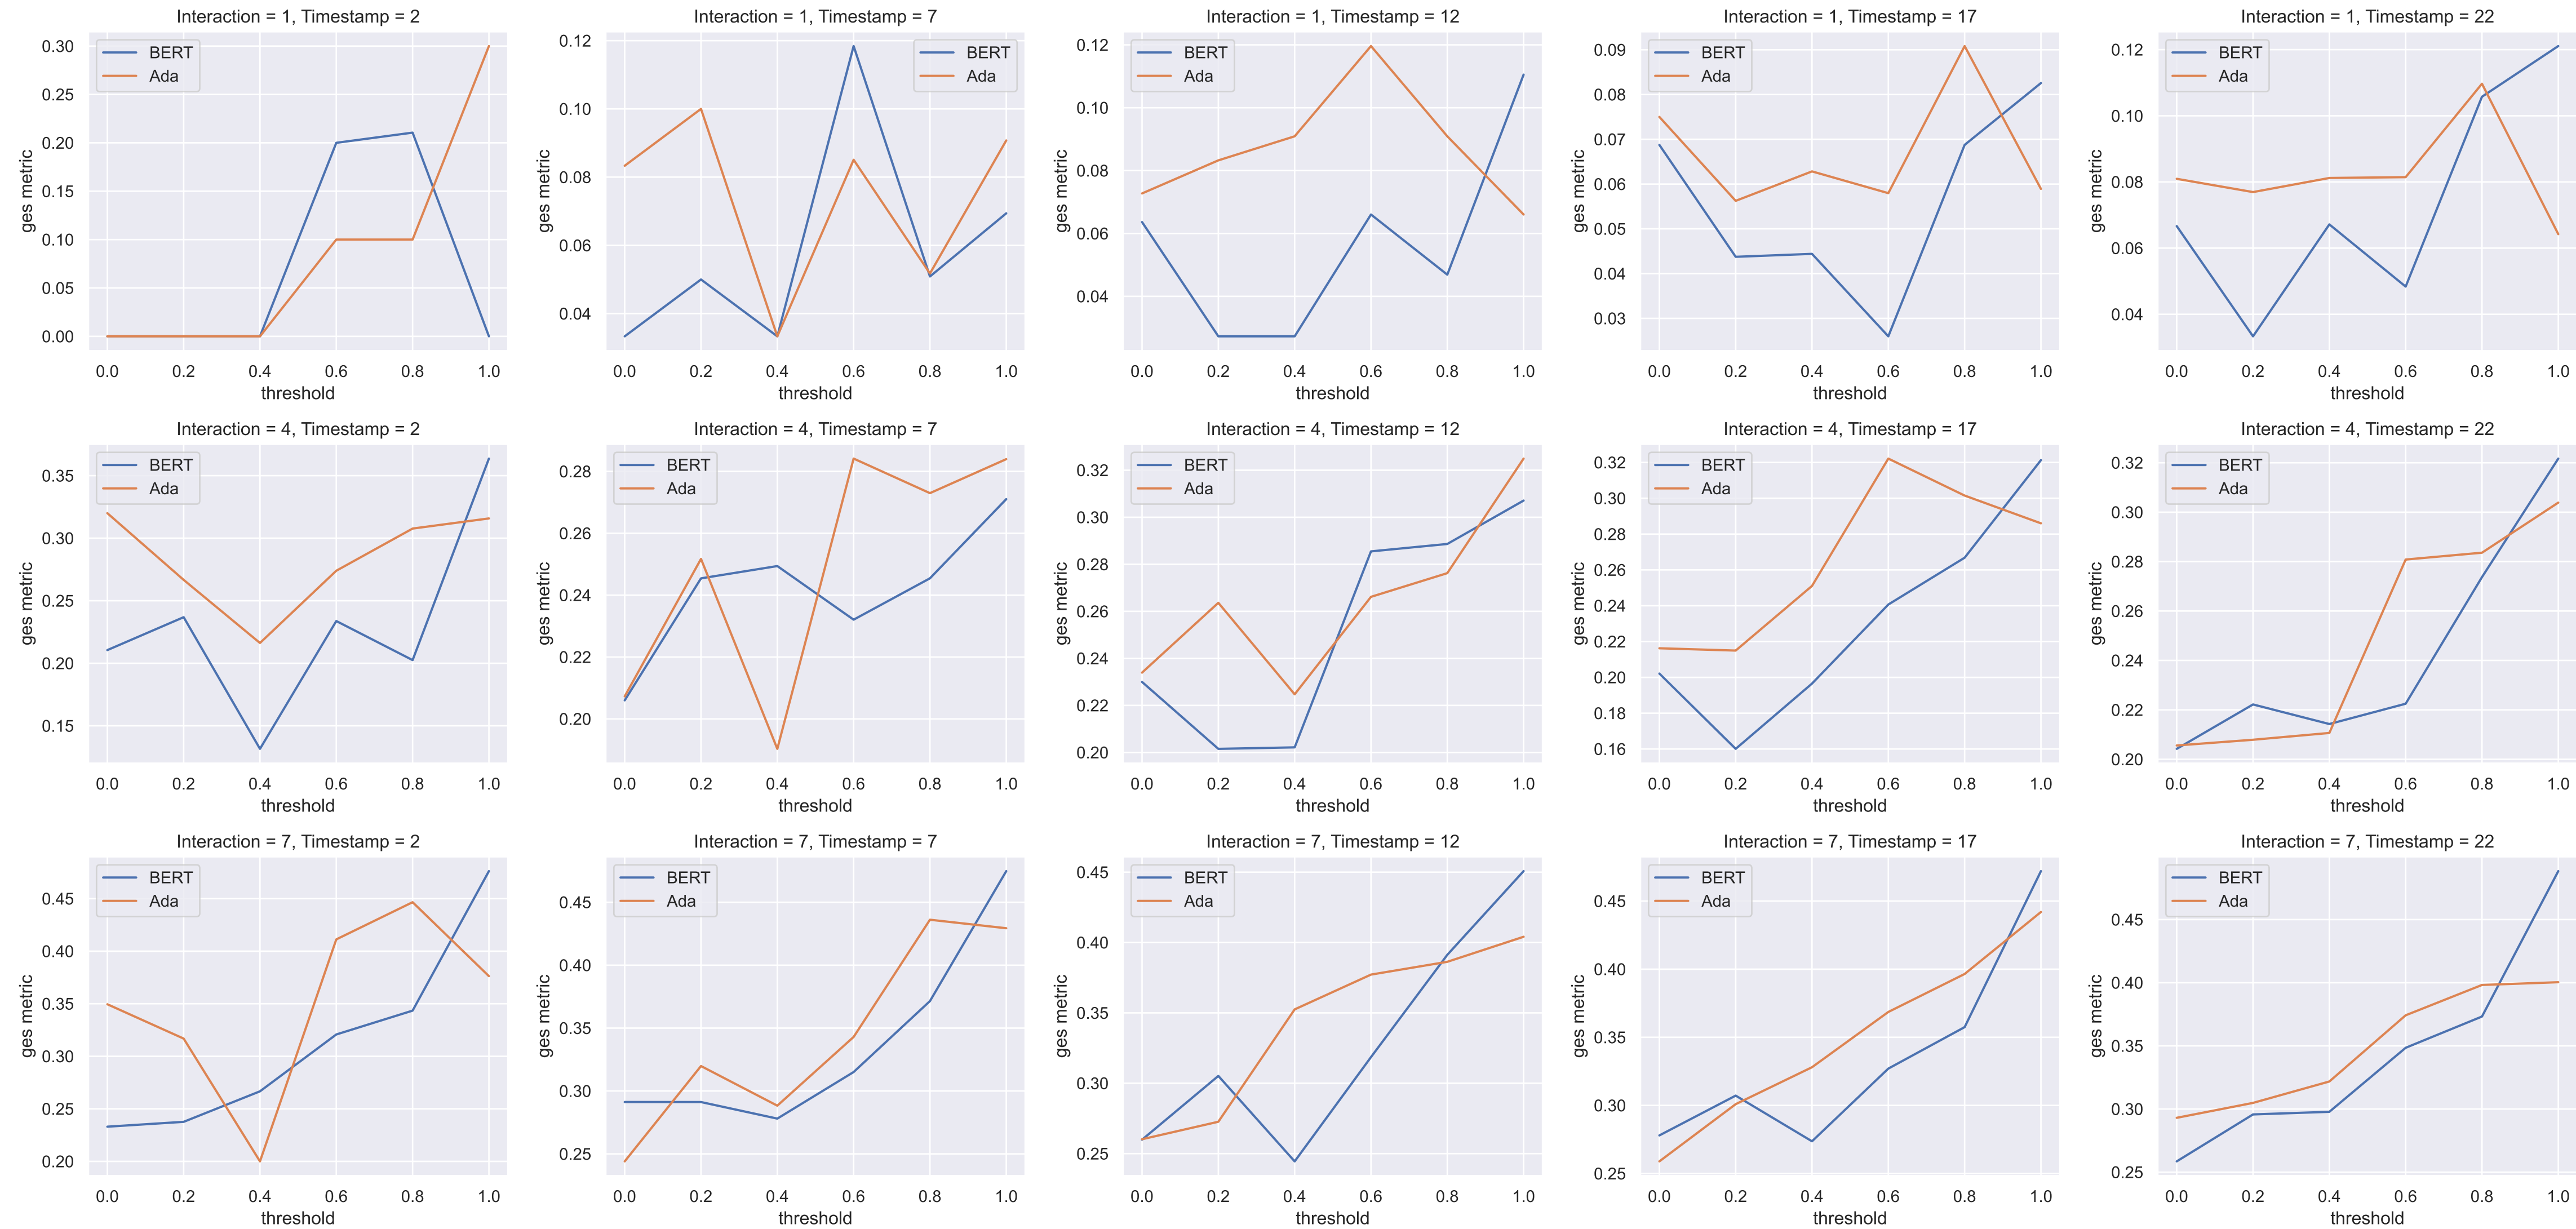 Interaction = 1, Timestamp = 2
BERT
Ada
0.30
0.25
0.20
0.15
0.10
0.05
0.00
ges metric
0.0 0.2 0.4 0.6 0.8 1.0
threshold
Interaction = 1, Timestamp = 7
BERT
Ada
0.12
0.10
0.08
0.06
0.04
ges metric
0.0 0.2 0.4 0.6 0.8 1.0
threshold
Interaction = 1, Timestamp = 12
BERT
Ada
0.12
0.10
0.08
0.06
0.04
ges metric
0.0 0.2 0.4 0.6 0.8 1.0
threshold
Interaction = 1, Timestamp = 17
BERT
Ada
0.09
0.08
0.07
0.06
0.05
0.04
0.03
ges metric
0.0 0.2 0.4 0.6 0.8 1.0
threshold
Interaction = 1, Timestamp = 22
BERT
Ada
0.12
0.10
0.08
0.06
0.04
ges metric
0.0 0.2 0.4 0.6 0.8 1.0
threshold
Interaction = 4, Timestamp = 2
BERT
Ada
0.35
0.30
0.25
0.20
0.15
ges metric
0.0 0.2 0.4 0.6 0.8 1.0
threshold
Interaction = 4, Timestamp = 7
BERT
Ada
0.28
0.26
0.24
0.22
0.20
ges metric
0.0 0.2 0.4 0.6 0.8 1.0
threshold
Interaction = 4, Timestamp = 12
BERT
Ada
0.32
0.30
0.28
0.26
0.24
0.22
0.20
ges metric
0.0 0.2 0.4 0.6 0.8 1.0
threshold
Interaction = 4, Timestamp = 17
BERT
Ada
0.32
0.30
0.28
0.26
0.24
0.22
0.20
0.18
0.16
ges metric
0.0 0.2 0.4 0.6 0.8 1.0
threshold
Interaction = 4, Timestamp = 22
BERT
Ada
0.32
0.30
0.28
0.26
0.24
0.22
0.20
ges metric
0.0 0.2 0.4 0.6 0.8 1.0
threshold
Interaction = 7, Timestamp = 2
BERT
Ada
0.45
0.40
0.35
0.30
0.25
0.20
ges metric
0.0 0.2 0.4 0.6 0.8 1.0
threshold
Interaction = 7, Timestamp = 7
BERT
Ada
0.45
0.40
0.35
0.30
0.25
ges metric
0.0 0.2 0.4 0.6 0.8 1.0
threshold
Interaction = 7, Timestamp = 12
BERT
Ada
0.45
0.40
0.35
0.30
0.25
ges metric
0.0 0.2 0.4 0.6 0.8 1.0
threshold
Interaction = 7, Timestamp = 17
BERT
Ada
0.45
0.40
0.35
0.30
0.25
ges metric
0.0 0.2 0.4 0.6 0.8 1.0
threshold
Interaction = 7, Timestamp = 22
BERT
Ada
0.45
0.40
0.35
0.30
0.25
ges metric
0.0 0.2 0.4 0.6 0.8 1.0
threshold